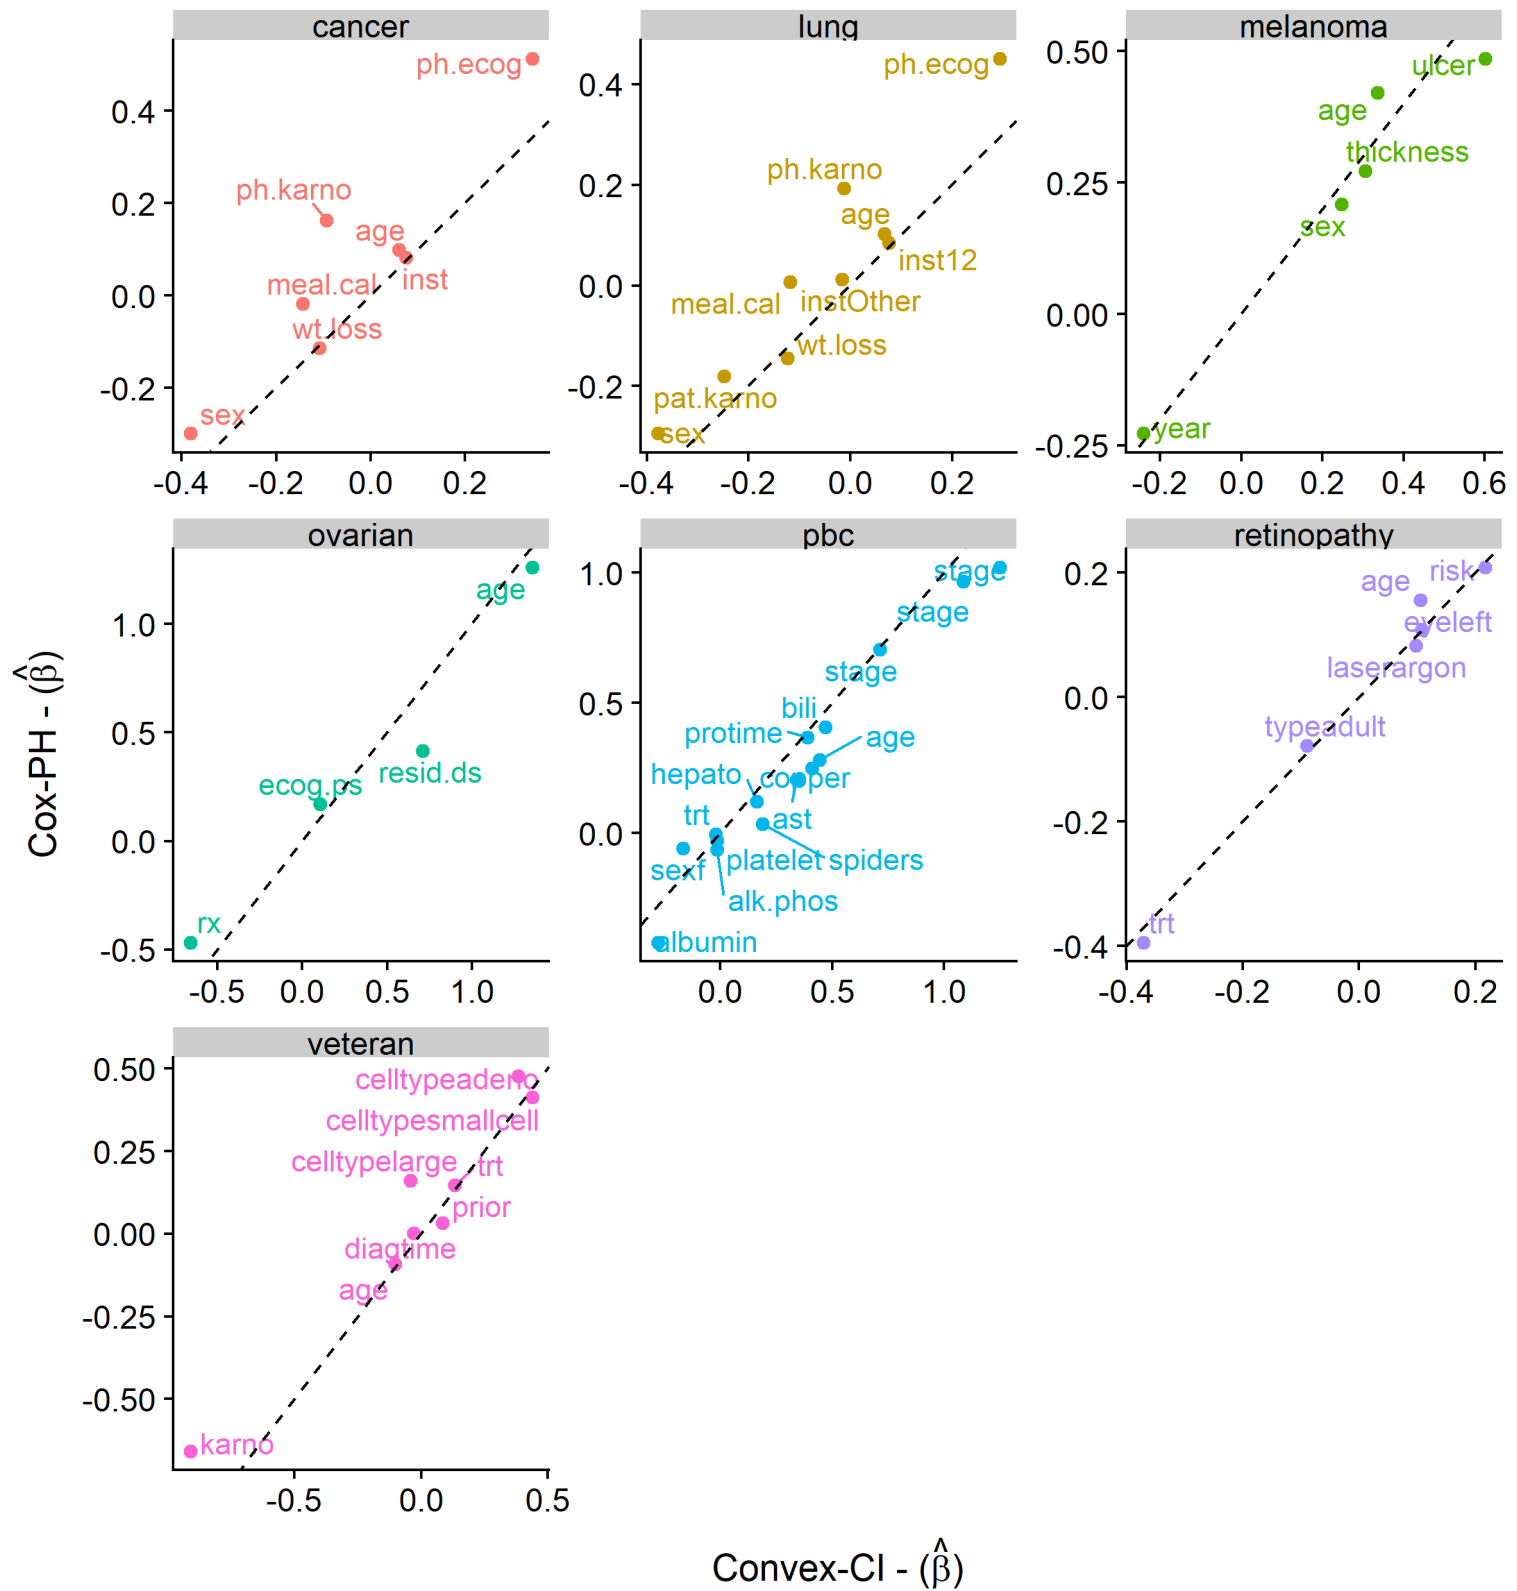 cancer
lung
melanoma
ph.ecog
ph.karno
age
inst
meal.cal
wt.loss
sex
0.4
0.2
0.0
-0.2
-0.4 -0.2 0.0 0.2
ph.ecog
ph.karno
age
inst12
instOther
meal.cal
wt.loss
pat.karno
sex
0.4
0.2
0.0
-0.2
-0.4 -0.2 0.0 0.2
ulcer
age
thickness
sex
year
0.50
0.25
0.00
-0.25
-0.2 0.0 0.2 0.4 0.6
ovarian
pbc
retinopathy
age
resid.ds
ecog.ps
rx
1.0
0.5
0.0
-0.5
-0.5 0.0 0.5 1.0
stage
stage
stage
bili
protime
age
hepato
copper
ast
trt
platelet
spiders
sexf
alk.phos
albumin
1.0
0.5
0.0
0.0 0.5 1.0
risk
age
eyeleft
laserargon
typeadult
trt
0.2
0.0
-0.2
-0.4
-0.4 -0.2 0.0 0.2
veteran
celltypeadeno
celltypesmallcell
celltypelarge
trt
prior
diagtime
age
karno
0.50
0.25
0.00
-0.25
-0.50
-0.5 0.0 0.5
Cox-PH - (β̂)
Convex-CI - (β̂)